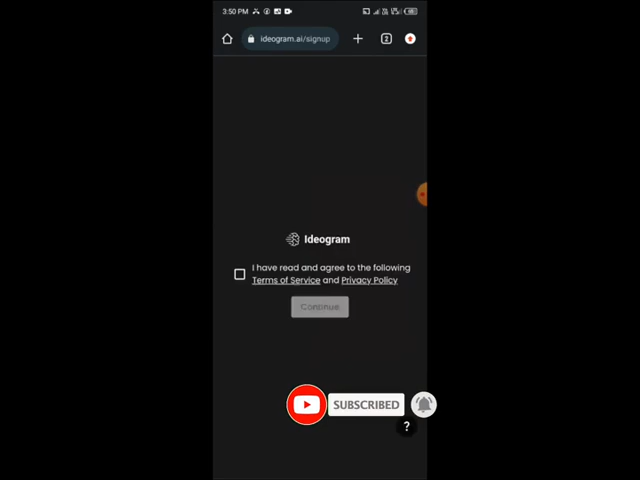 3:50 PM
ideogram.ai/signup
2
Ideogram
I have read and agree to the following
Terms of Service and Privacy Policy
Continue
SUBSCRIBED
?